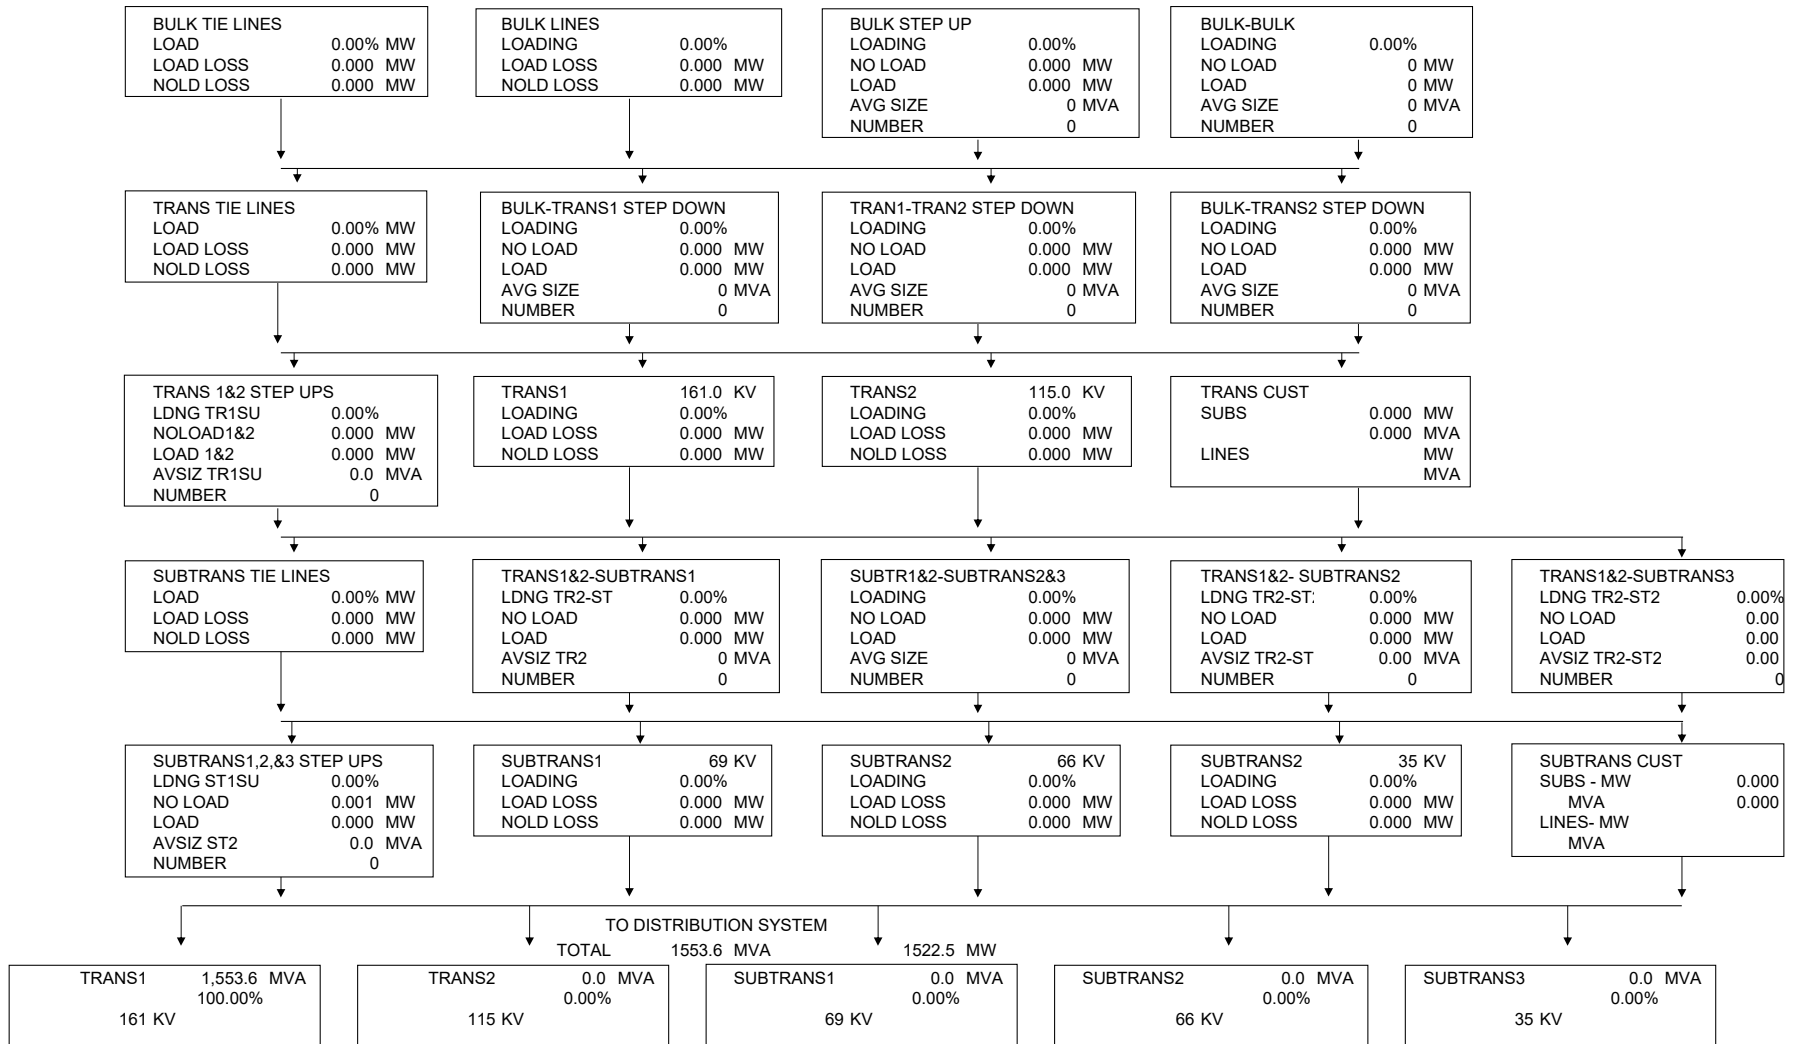 BULK TIE LINES
LOAD 0.00% MW
LOAD LOSS 0.000 MW
NOLD LOSS 0.000 MW
BULK LINES
LOADING 0.00%
LOAD LOSS 0.000 MW
NOLD LOSS 0.000 MW
BULK STEP UP
LOADING 0.00%
NO LOAD 0.000 MW
LOAD 0.000 MW
AVG SIZE 0 MVA
NUMBER 0
BULK-BULK
LOADING 0.00%
NO LOAD 0 MW
LOAD 0 MW
AVG SIZE 0 MVA
NUMBER 0
TRANS TIE LINES
LOAD 0.00% MW
LOAD LOSS 0.000 MW
NOLD LOSS 0.000 MW
BULK-TRANS1 STEP DOWN
LOADING 0.00%
NO LOAD 0.000 MW
LOAD 0.000 MW
AVG SIZE 0 MVA
NUMBER 0
TRAN1-TRAN2 STEP DOWN
LOADING 0.00%
NO LOAD 0.000 MW
LOAD 0.000 MW
AVG SIZE 0 MVA
NUMBER 0
BULK-TRANS2 STEP DOWN
LOADING 0.00%
NO LOAD 0.000 MW
LOAD 0.000 MW
AVG SIZE 0 MVA
NUMBER 0
TRANS 1&2 STEP UPS
LDNG TR1SU 0.00%
NOLOAD1&2 0.000 MW
LOAD 1&2 0.000 MW
AVSIZ TR1SU 0.0 MVA
NUMBER 0
TRANS1 161.0 KV
LOADING 0.00%
LOAD LOSS 0.000 MW
NOLD LOSS 0.000 MW
TRANS2 115.0 KV
LOADING 0.00%
LOAD LOSS 0.000 MW
NOLD LOSS 0.000 MW
TRANS CUST
SUBS 0.000 MW
0.000 MVA
LINES MW
MVA
SUBTRANS TIE LINES
LOAD 0.00% MW
LOAD LOSS 0.000 MW
NOLD LOSS 0.000 MW
TRANS1&2-SUBTRANS1
LDNG TR2-ST 0.00%
NO LOAD 0.000 MW
LOAD 0.000 MW
AVSIZ TR2 0 MVA
NUMBER 0
SUBTR1&2-SUBTRANS2&3
LOADING 0.00%
NO LOAD 0.000 MW
LOAD 0.000 MW
AVG SIZE 0 MVA
NUMBER 0
TRANS1&2- SUBTRANS2
LDNG TR2-ST 0.00%
NO LOAD 0.000 MW
LOAD 0.000 MW
AVSIZ TR2-ST 0.00 MVA
NUMBER 0
TRANS1&2-SUBTRANS3
LDNG TR2-ST2 0.00%
NO LOAD 0.00
LOAD 0.00
AVSIZ TR2-ST2 0.00
NUMBER 0
SUBTRANS1,2,&3 STEP UPS
LDNG ST1SU 0.00%
NO LOAD 0.001 MW
LOAD 0.000 MW
AVSIZ ST2 0.0 MVA
NUMBER 0
SUBTRANS1 69 KV
LOADING 0.00%
LOAD LOSS 0.000 MW
NOLD LOSS 0.000 MW
SUBTRANS2 66 KV
LOADING 0.00%
LOAD LOSS 0.000 MW
NOLD LOSS 0.000 MW
SUBTRANS2 35 KV
LOADING 0.00%
LOAD LOSS 0.000 MW
NOLD LOSS 0.000 MW
SUBTRANS CUST
SUBS - MW 0.000
MVA 0.000
LINES- MW
MVA
TO DISTRIBUTION SYSTEM
TOTAL 1553.6 MVA 1522.5 MW
TRANS1 1,553.6 MVA
100.00%
161 KV
TRANS2 0.0 MVA
0.00%
115 KV
SUBTRANS1 0.0 MVA
0.00%
69 KV
SUBTRANS2 0.0 MVA
0.00%
66 KV
SUBTRANS3 0.0 MVA
0.00%
35 KV